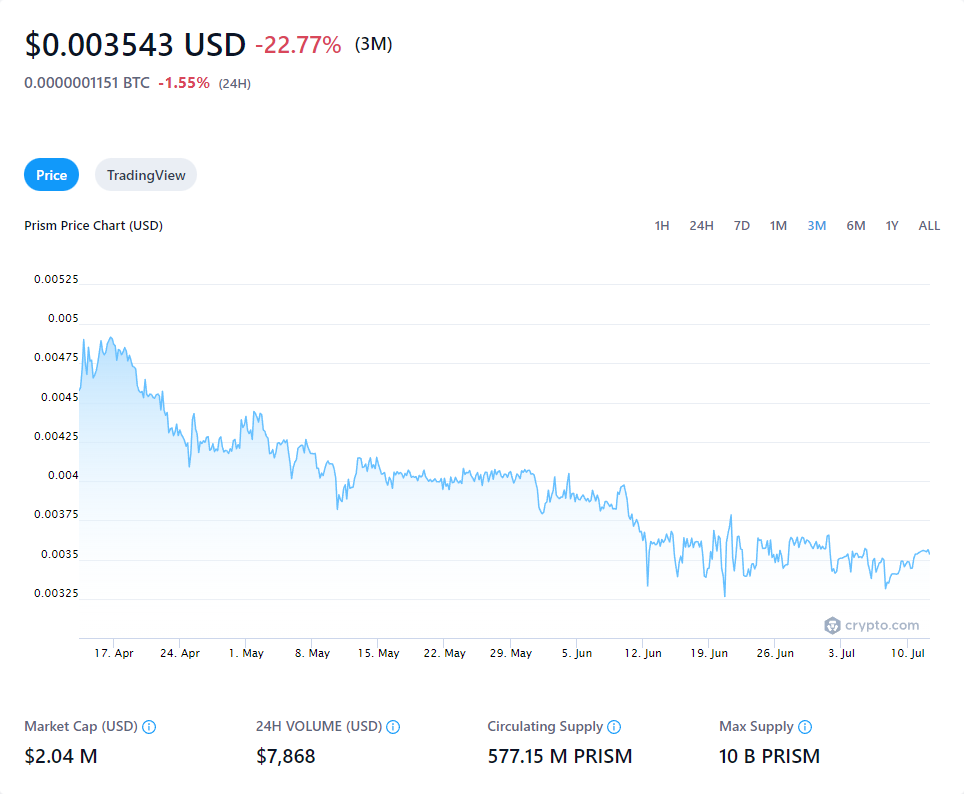 $0.003543 USD -22.77% (3M)
0.0000001151 BTC -1.55% (24H)
Price TradingView
Prism Price Chart (USD) 1H 24H 7D 1M 3M 6M 1Y ALL
0.00525
0.005
0.00475
0.0045
0.00425
0.004
0.00375
0.0035
0.00325
crypto.com
17. Apr 24. Apr 1. May 8. May 15. May 22. May 29. May 5. Jun 12. Jun 19. Jun 26. Jun 3. Jul 10. Jul
Market Cap (USD) 24H VOLUME (USD) Circulating Supply Max Supply
$2.04 M $7,868 577.15 M PRISM 10 B PRISM